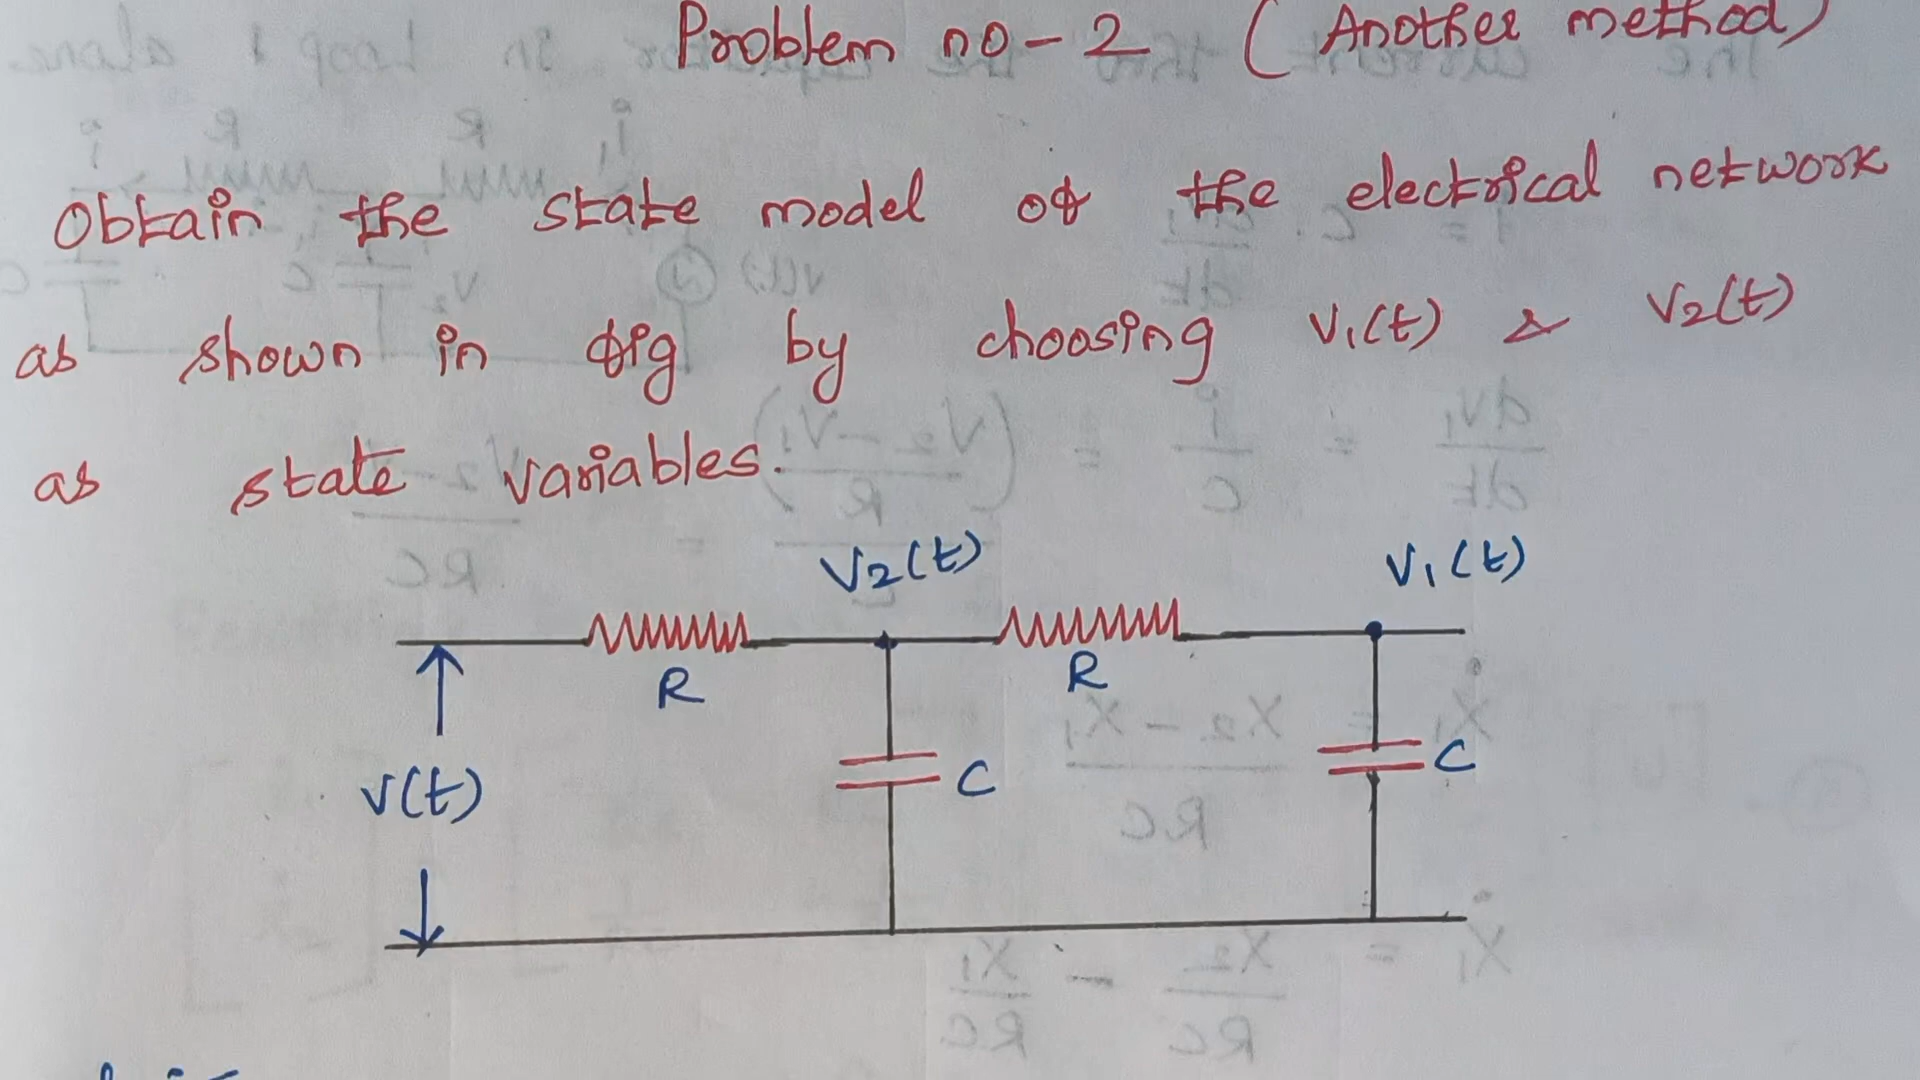 Problem no - 2 (Another method)
Obtain the state model of the electrical network
as shown in fig by choosing V₁(t) & V₂(t)
as state variables.
V₂(t) V₁(t)
R R
V(t) C C